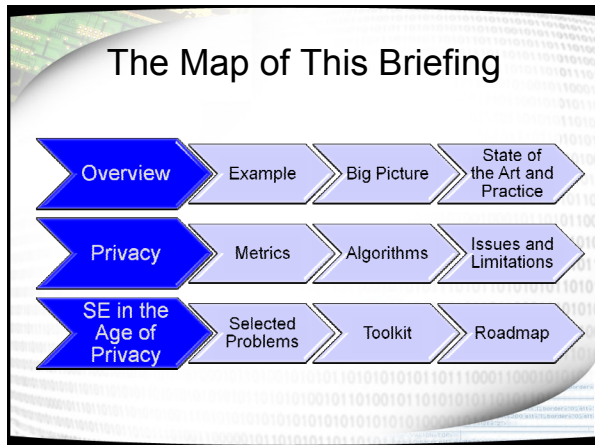 The Map of This Briefing
Overview
Example
Big Picture
State of
the Art and
Practice
Privacy
Metrics
Algorithms
Issues and
Limitations
SE in the
Age of
Privacy
Selected
Problems
Toolkit
Roadmap